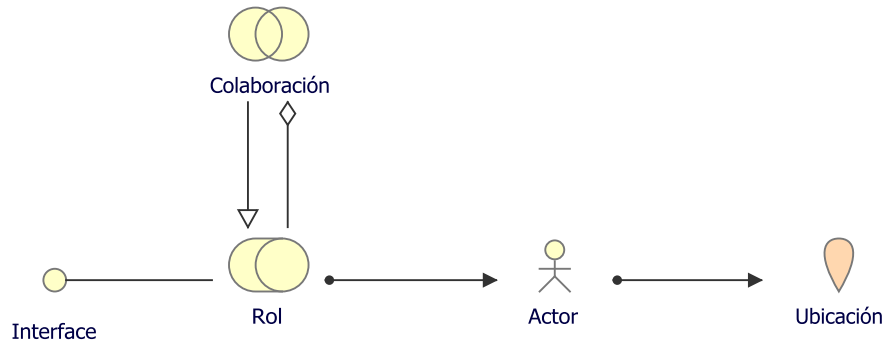 Colaboración
Interface
Rol
Actor
Ubicación